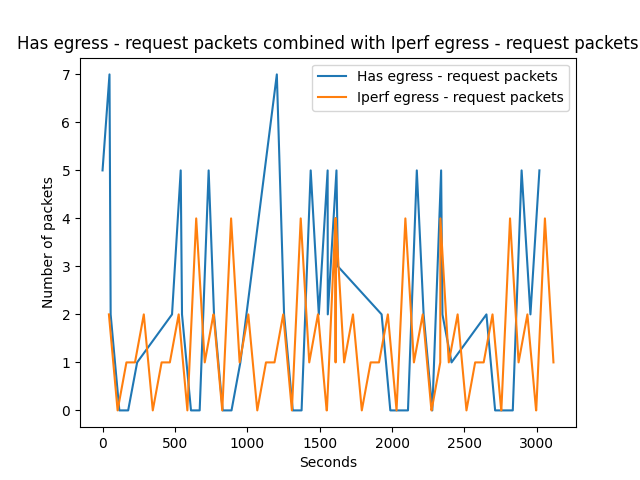 Has egress - request packets combined with Iperf egress - request packets
Has egress - request packets
Iperf egress - request packets
Number of packets
7
6
5
4
3
2
1
0
0 500 1000 1500 2000 2500 3000
Seconds